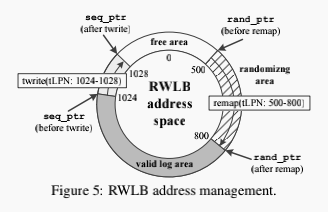 seq_ptr
(after twrite)
rand_ptr
(before remap)
free area
0
randomizng
area
500
1028
twrite(tLPN: 1024-1028)
1024
RWLB
address
space
remap(tLPN: 500-800)
seq_ptr
(before twrite)
800
valid log area
rand_ptr
(after remap)
Figure 5: RWLB address management.